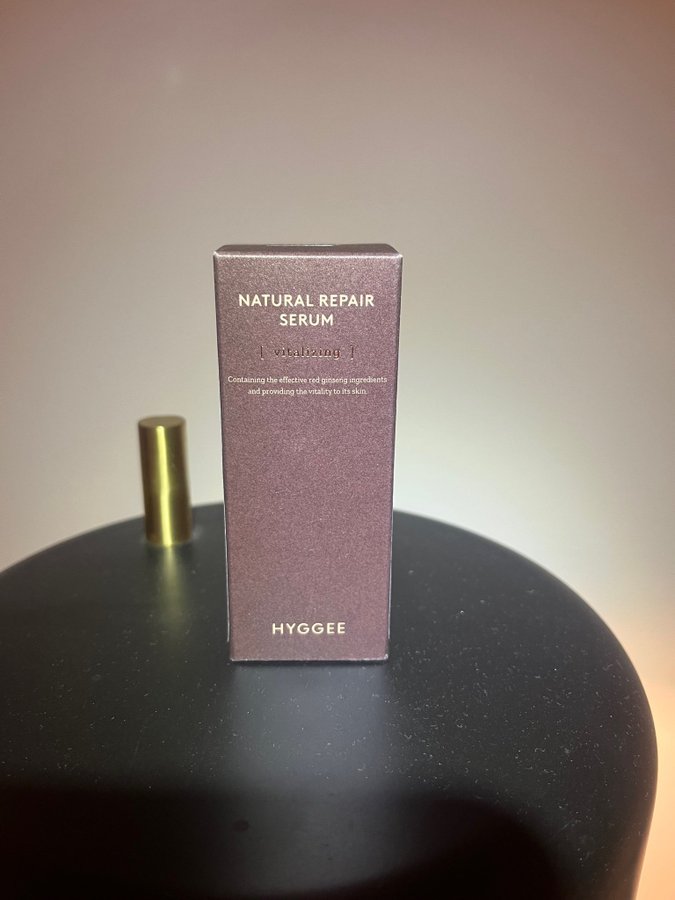 NATURAL REPAIR
SERUM
[ vitalizing ]
Containing the effective red ginseng ingredients
and providing the vitality to its skin.
HYGGEE